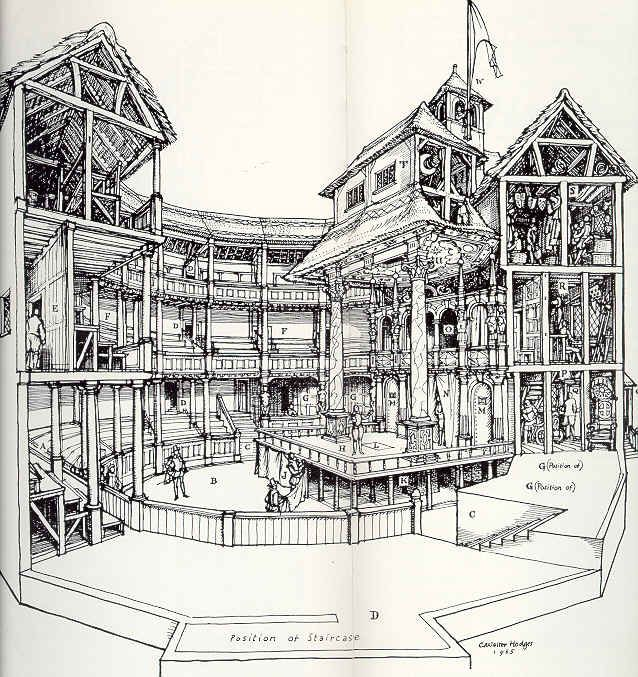 W
T
U
S
R
E
F
D
F
O
P
G
G
D
M
N
M
A
C
H
L
B
J
K
G (Position of)
G (Position of)
C
D
Position of Staircase
C. Walter Hodges
1965